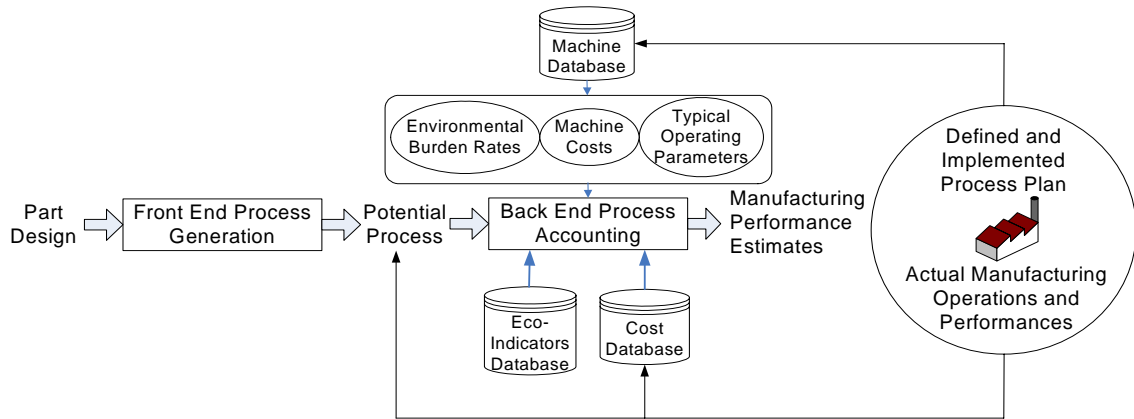 Machine
Database
Environmental
Burden Rates
Machine
Costs
Typical
Operating
Parameters
Part
Design
Front End Process
Generation
Potential
Process
Back End Process
Accounting
Manufacturing
Performance
Estimates
Eco-
Indicators
Database
Cost
Database
Defined and
Implemented
Process Plan
Actual Manufacturing
Operations and
Performances